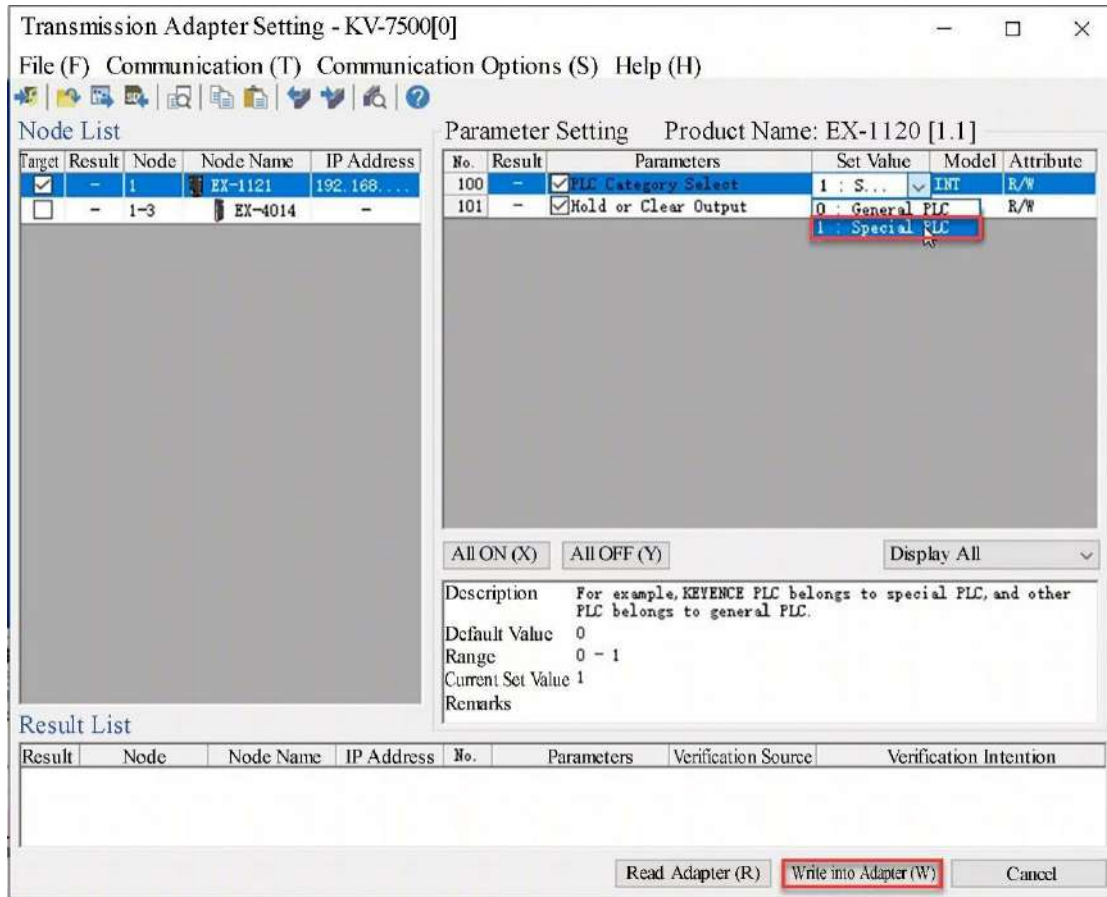 Transmission Adapter Setting - KV-7500[0]
File (F) Communication (T) Communication Options (S) Help (H)
Node List
Target Result Node Node Name IP Address
- 1 EX-1121 192.168....
- 1-3 EX-4014 -
Parameter Setting Product Name: EX-1120 [1.1]
No. Result Parameters Set Value Model Attribute
100 - PLC Category Select 1 : S... INT R/W
101 - Hold or Clear Output R/W
0 : General PLC
1 : Special PLC
All ON (X) All OFF (Y) Display All
Description For example, KEYENCE PLC belongs to special PLC, and other
PLC belongs to general PLC.
Default Value 0
Range 0 - 1
Current Set Value 1
Remarks
Result List
Result Node Node Name IP Address No. Parameters Verification Source Verification Intention
Read Adapter (R) Write into Adapter (W) Cancel